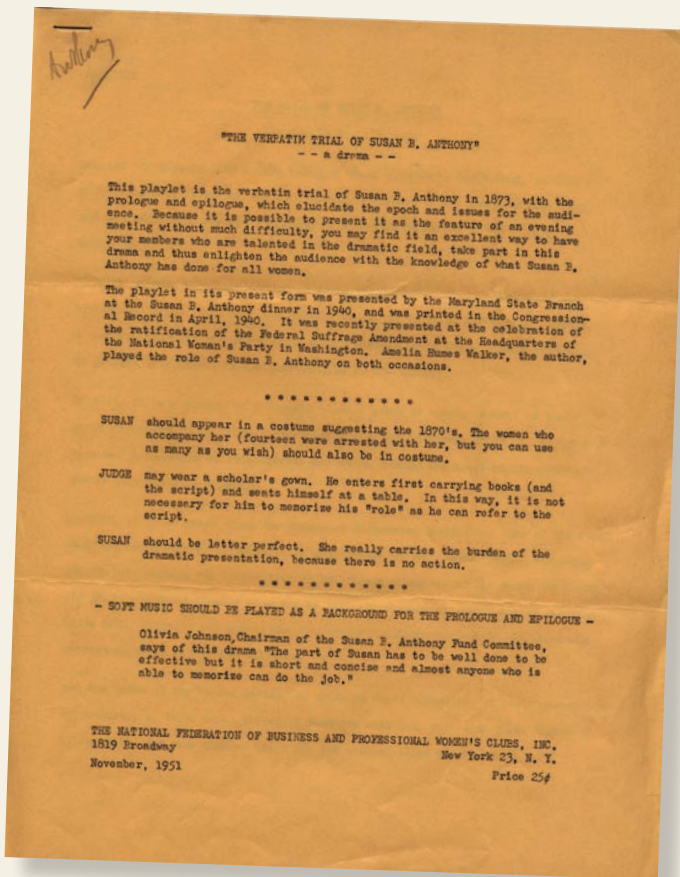 Anthony
"THE VERBATIM TRIAL OF SUSAN B. ANTHONY"
- - a drama - -
This playlet is the verbatim trial of Susan B. Anthony in 1873, with the
prologue and epilogue, which elucidate the epoch and issues for the audi-
ence. Because it is possible to present it as the feature of an evening
meeting without much difficulty, you may find it an excellent way to have
your members who are talented in the dramatic field, take part in this
drama and thus enlighten the audience with the knowledge of what Susan B.
Anthony has done for all women.
The playlet in its present form was presented by the Maryland State Branch
at the Susan B. Anthony dinner in 1940, and was printed in the Congression-
al Record in April, 1940. It was recently presented at the celebration of
the ratification of the Federal Suffrage Amendment at the Headquarters of
the National Woman's Party in Washington. Amelia Humes Walker, the author,
played the role of Susan B. Anthony on both occasions.
* * * * * * * * * * * *
SUSAN should appear in a costume suggesting the 1870's. The women who
accompany her (fourteen were arrested with her, but you can use
as many as you wish) should also be in costume.
JUDGE may wear a scholar's gown. He enters first carrying books (and
the script) and seats himself at a table. In this way, it is not
necessary for him to memorize his "role" as he can refer to the
script.
SUSAN should be letter perfect. She really carries the burden of the
dramatic presentation, because there is no action.
* * * * * * * * * * * *
- SOFT MUSIC SHOULD BE PLAYED AS A BACKGROUND FOR THE PROLOGUE AND EPILOGUE -
Olivia Johnson,Chairman of the Susan B. Anthony Fund Committee,
says of this drama "The part of Susan has to be well done to be
effective but it is short and concise and almost anyone who is
able to memorize can do the job."
THE NATIONAL FEDERATION OF BUSINESS AND PROFESSIONAL WOMEN'S CLUBS, INC.
1819 Broadway New York 23, N. Y.
November, 1951 Price 25¢